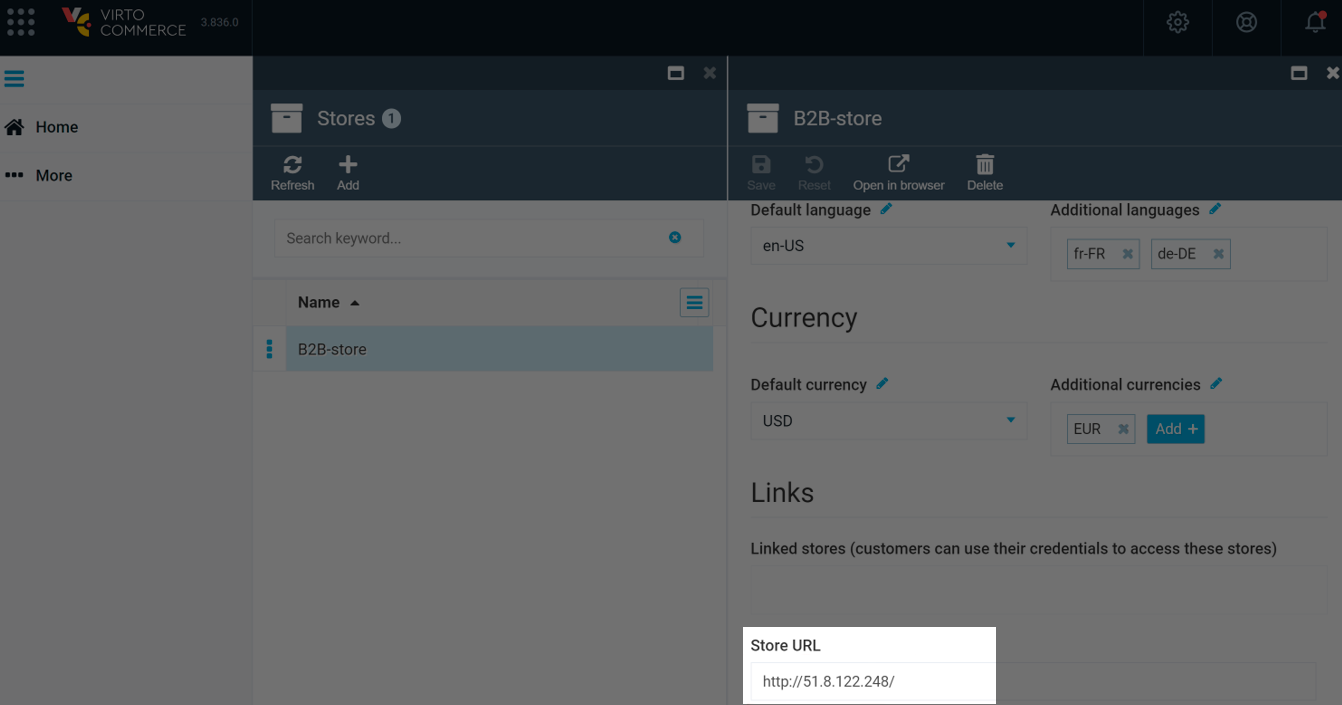 VIRTO
COMMERCE
3.836.0
Home
More
Stores 1
Refresh
Add
Search keyword...
Name
B2B-store
B2B-store
Save
Reset
Open in browser
Delete
Default language
Additional languages
en-US
fr-FR
de-DE
Currency
Default currency
Additional currencies
USD
EUR
Add +
Links
Linked stores (customers can use their credentials to access these stores)
Store URL
http://51.8.122.248/